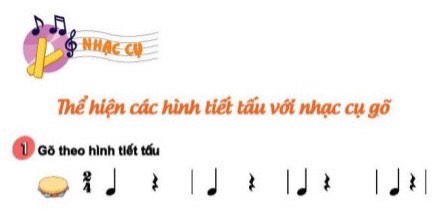 NHẠC CỤ
Thể hiện các hình tiết tấu với nhạc cụ gõ
1 Gõ theo hình tiết tấu
2
4